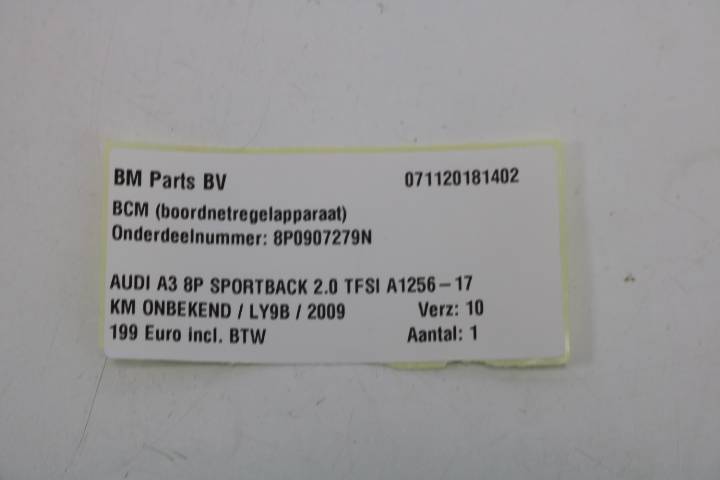 BM Parts BV 071120181402
BCM (boordnetregelapparaat)
Onderdeelnummer: 8P0907279N
AUDI A3 8P SPORTBACK 2.0 TFSI A1256-17
KM ONBEKEND / LY9B / 2009 Verz: 10
199 Euro incl. BTW Aantal: 1